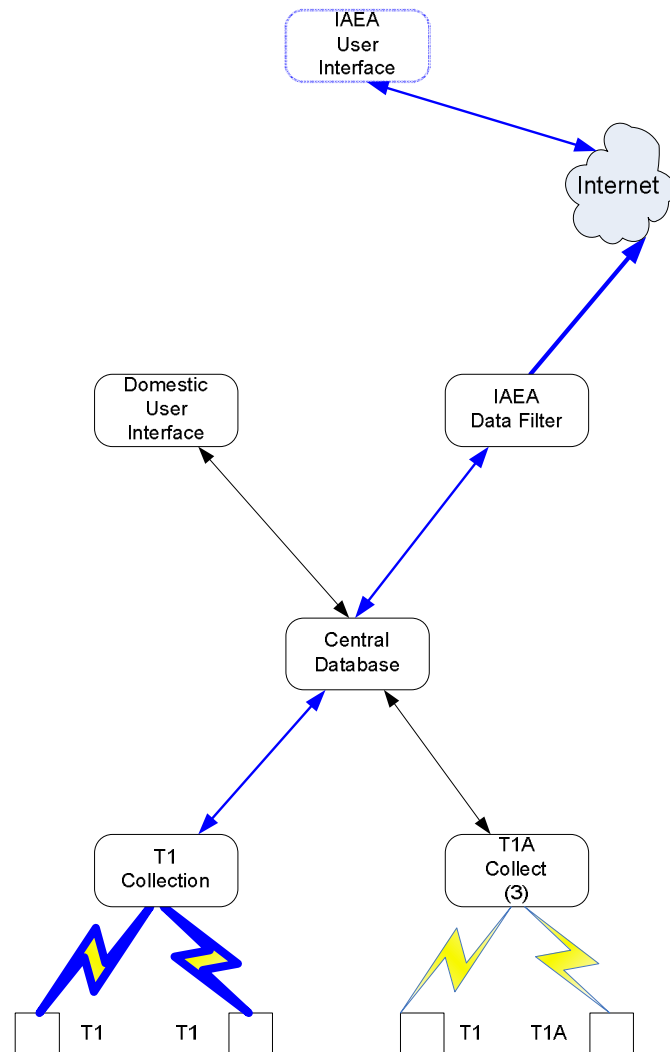 IAEA
User
Interface
Internet
Domestic
User
Interface
IAEA
Data Filter
Central
Database
T1
Collection
T1A
Collect
(3)
T1
T1
T1
T1A